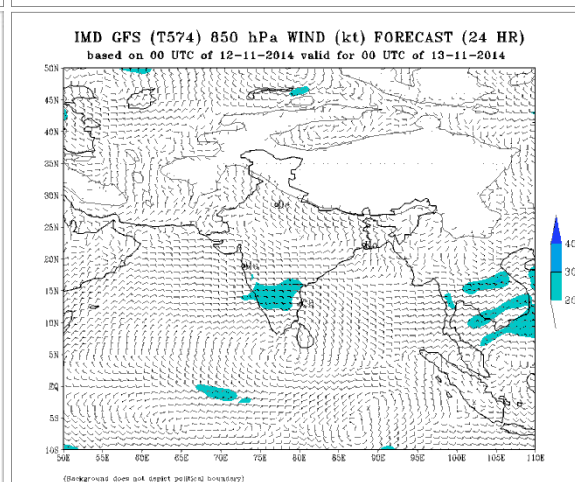 IMD GFS (T574) 850 hPa WIND (kt) FORECAST (24 HR)
based on 00 UTC of 12-11-2014 valid for 00 UTC of 13-11-2014
50N
45N
40N
35N
30N
25N
20N
15N
10N
5N
EQ
5S
10S
50E 55E 60E 65E 70E 75E 80E 85E 90E 95E 100E 105E 110E
40
30
20
(Background does not depict political boundary)